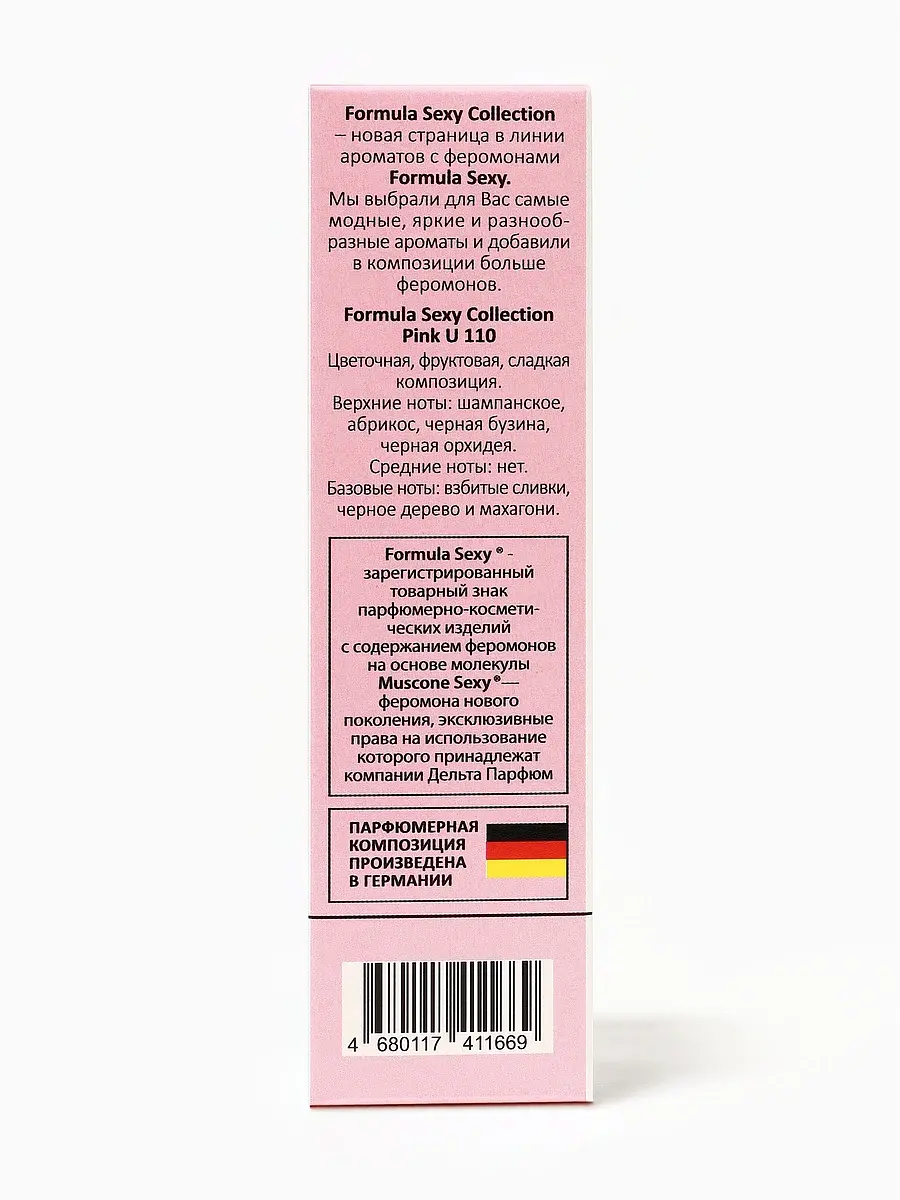 Formula Sexy Collection
– новая страница в линии
ароматов с феромонами
Formula Sexy.
Мы выбрали для Вас самые
модные, яркие и разнооб-
разные ароматы и добавили
в композиции больше
феромонов.
Formula Sexy Collection
Pink U 110
Цветочная, фруктовая, сладкая
композиция.
Верхние ноты: шампанское,
абрикос, черная бузина,
черная орхидея.
Средние ноты: нет.
Базовые ноты: взбитые сливки,
черное дерево и махагони.
Formula Sexy ® -
зарегистрированный
товарный знак
парфюмерно-космети-
ческих изделий
с содержанием феромонов
на основе молекулы
Muscone Sexy®—
феромона нового
поколения, эксклюзивные
права на использование
которого принадлежат
компании Дельта Парфюм
ПАРФЮМЕРНАЯ
КОМПОЗИЦИЯ
ПРОИЗВЕДЕНА
В ГЕРМАНИИ
4 680117 411669